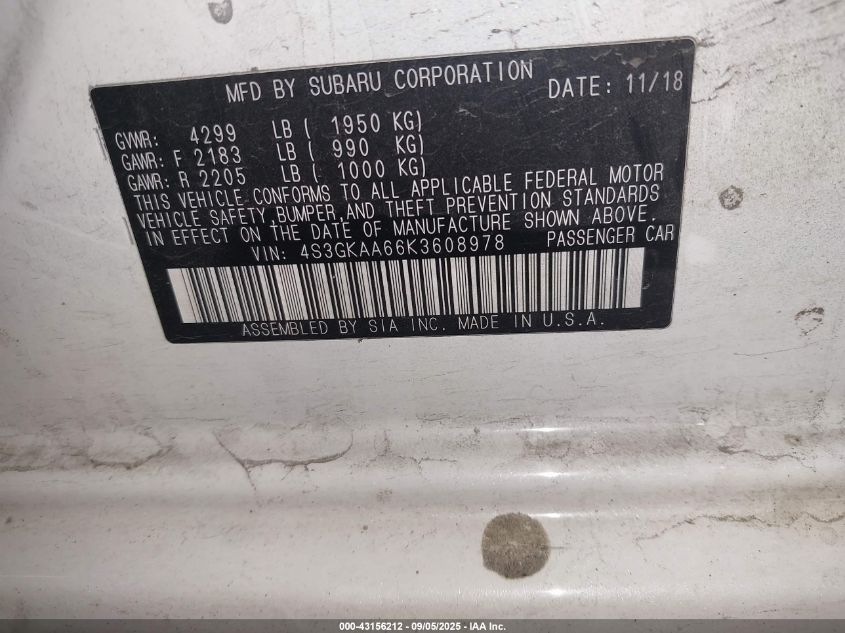 MFD BY SUBARU CORPORATION DATE: 11/18
GVWR: 4299 LB ( 1950 KG)
GAWR: F 2183 LB ( 990 KG)
GAWR: R 2205 LB ( 1000 KG)
THIS VEHICLE CONFORMS TO ALL APPLICABLE FEDERAL MOTOR
VEHICLE SAFETY,BUMPER,AND THEFT PREVENTION STANDARDS
IN EFFECT ON THE DATE OF MANUFACTURE SHOWN ABOVE.
VIN: 4S3GKAA66K3608978 PASSENGER CAR
ASSEMBLED BY SIA INC. MADE IN U.S.A.
000-43156212 - 09/05/2025 - IAA Inc.